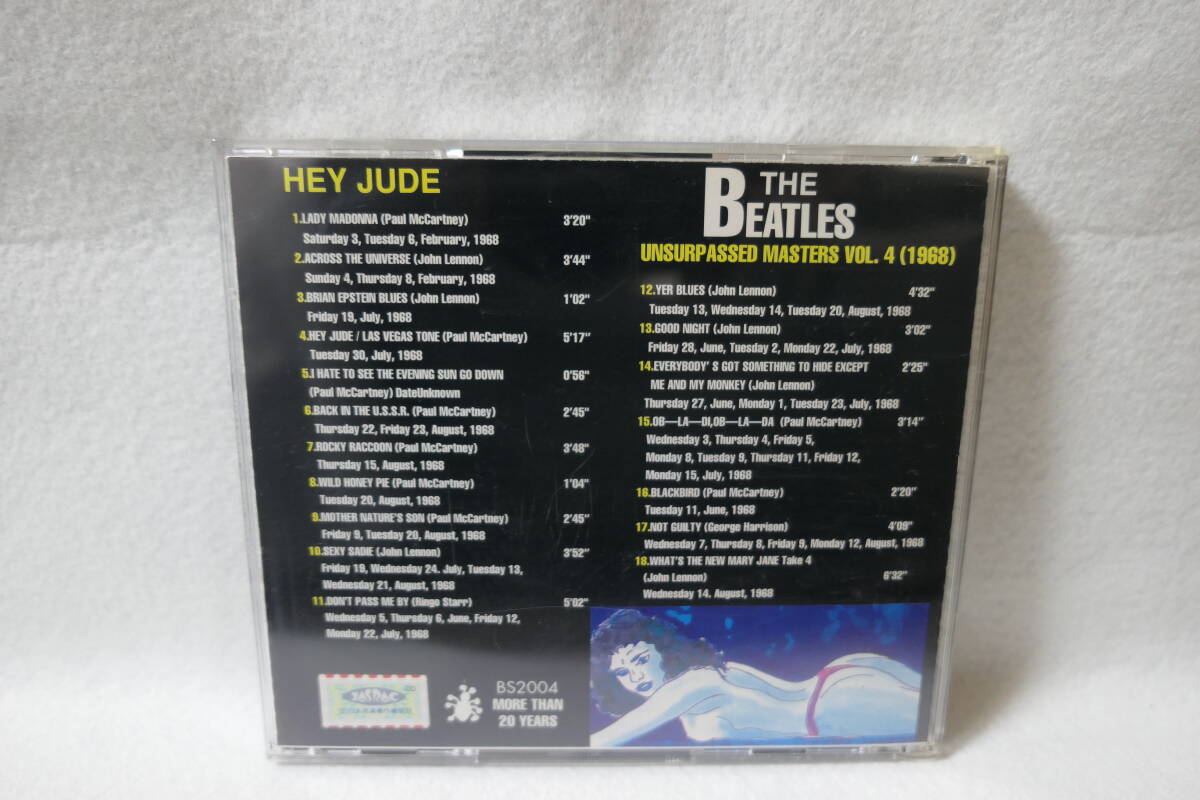 HEY JUDE
1.LADY MADONNA (Paul McCartney) 3'20"
Saturday 3, Tuesday 6, February, 1968
2.ACROSS THE UNIVERSE (John Lennon) 3'44"
Sunday 4, Thursday 8, February, 1968
3.BRIAN EPSTEIN BLUES (John Lennon) 1'02"
Friday 19, July, 1968
4.HEY JUDE / LAS VEGAS TONE (Paul McCartney) 5'17"
Tuesday 30, July, 1968
5.I HATE TO SEE THE EVENING SUN GO DOWN 0'56"
(Paul McCartney) DateUnknown
6.BACK IN THE U.S.S.R. (Paul McCartney) 2'45"
Thursday 22, Friday 23, August, 1968
7.ROCKY RACCOON (Paul McCartney) 3'48"
Thursday 15, August, 1968
8.WILD HONEY PIE (Paul McCartney) 1'04"
Tuesday 20, August, 1968
9.MOTHER NATURE'S SON (Paul McCartney) 2'45"
Friday 9, Tuesday 20, August, 1968
10.SEXY SADIE (John Lennon) 3'52"
Friday 19, Wednesday 24. July, Tuesday 13,
Wednesday 21, August, 1968
11.DON'T PASS ME BY (Ringo Starr) 5'02"
Wednesday 5, Thursday 6, June, Friday 12,
Monday 22, July, 1968
JASRAC
BS2004
MORE THAN
20 YEARS
THE
BEATLES
UNSURPASSED MASTERS VOL. 4 (1968)
12.YER BLUES (John Lennon) 4'32"
Tuesday 13, Wednesday 14, Tuesday 20, August, 1968
13.GOOD NIGHT (John Lennon) 3'02"
Friday 28, June, Tuesday 2, Monday 22, July, 1968
14.EVERYBODY' S GOT SOMETHING TO HIDE EXCEPT 2'25"
ME AND MY MONKEY (John Lennon)
Thursday 27, June, Monday 1, Tuesday 23, July, 1968
15.OB—LA—DI,OB—LA—DA (Paul McCartney) 3'14"
Wednesday 3, Thursday 4, Friday 5,
Monday 8, Tuesday 9, Thursday 11, Friday 12,
Monday 15, July, 1968
16.BLACKBIRD (Paul McCartney) 2'20"
Tuesday 11, June, 1968
17.NOT GUILTY (George Harrison) 4'09"
Wednesday 7, Thursday 8, Friday 9, Monday 12, August, 1968
18.WHAT'S THE NEW MARY JANE Take 4
(John Lennon) 6'32"
Wednesday 14. August, 1968